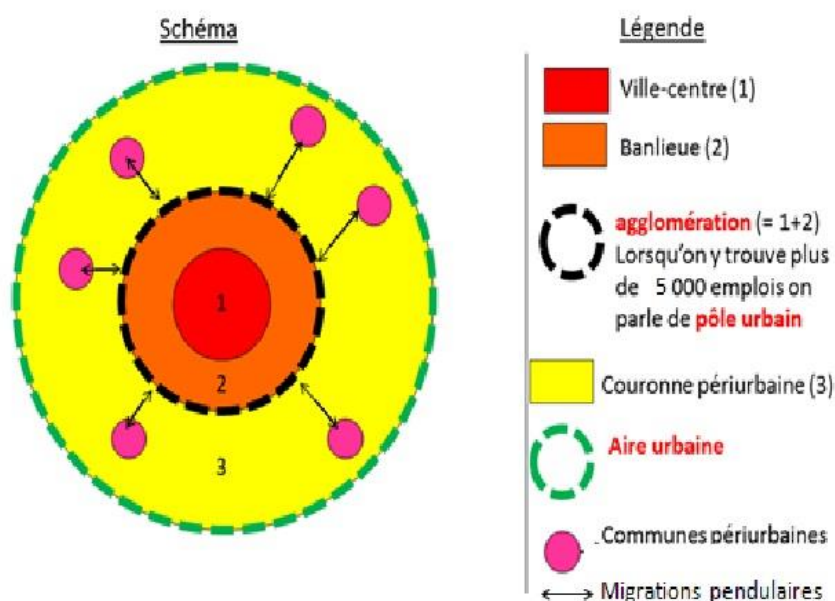 Schéma
1
2
3
Légende
Ville-centre (1)
Banlieue (2)
agglomération (= 1+2)
Lorsqu'on y trouve plus
de 5 000 emplois on
parle de pôle urbain
Couronne périurbaine (3)
Aire urbaine
Communes périurbaines
Migrations pendulaires